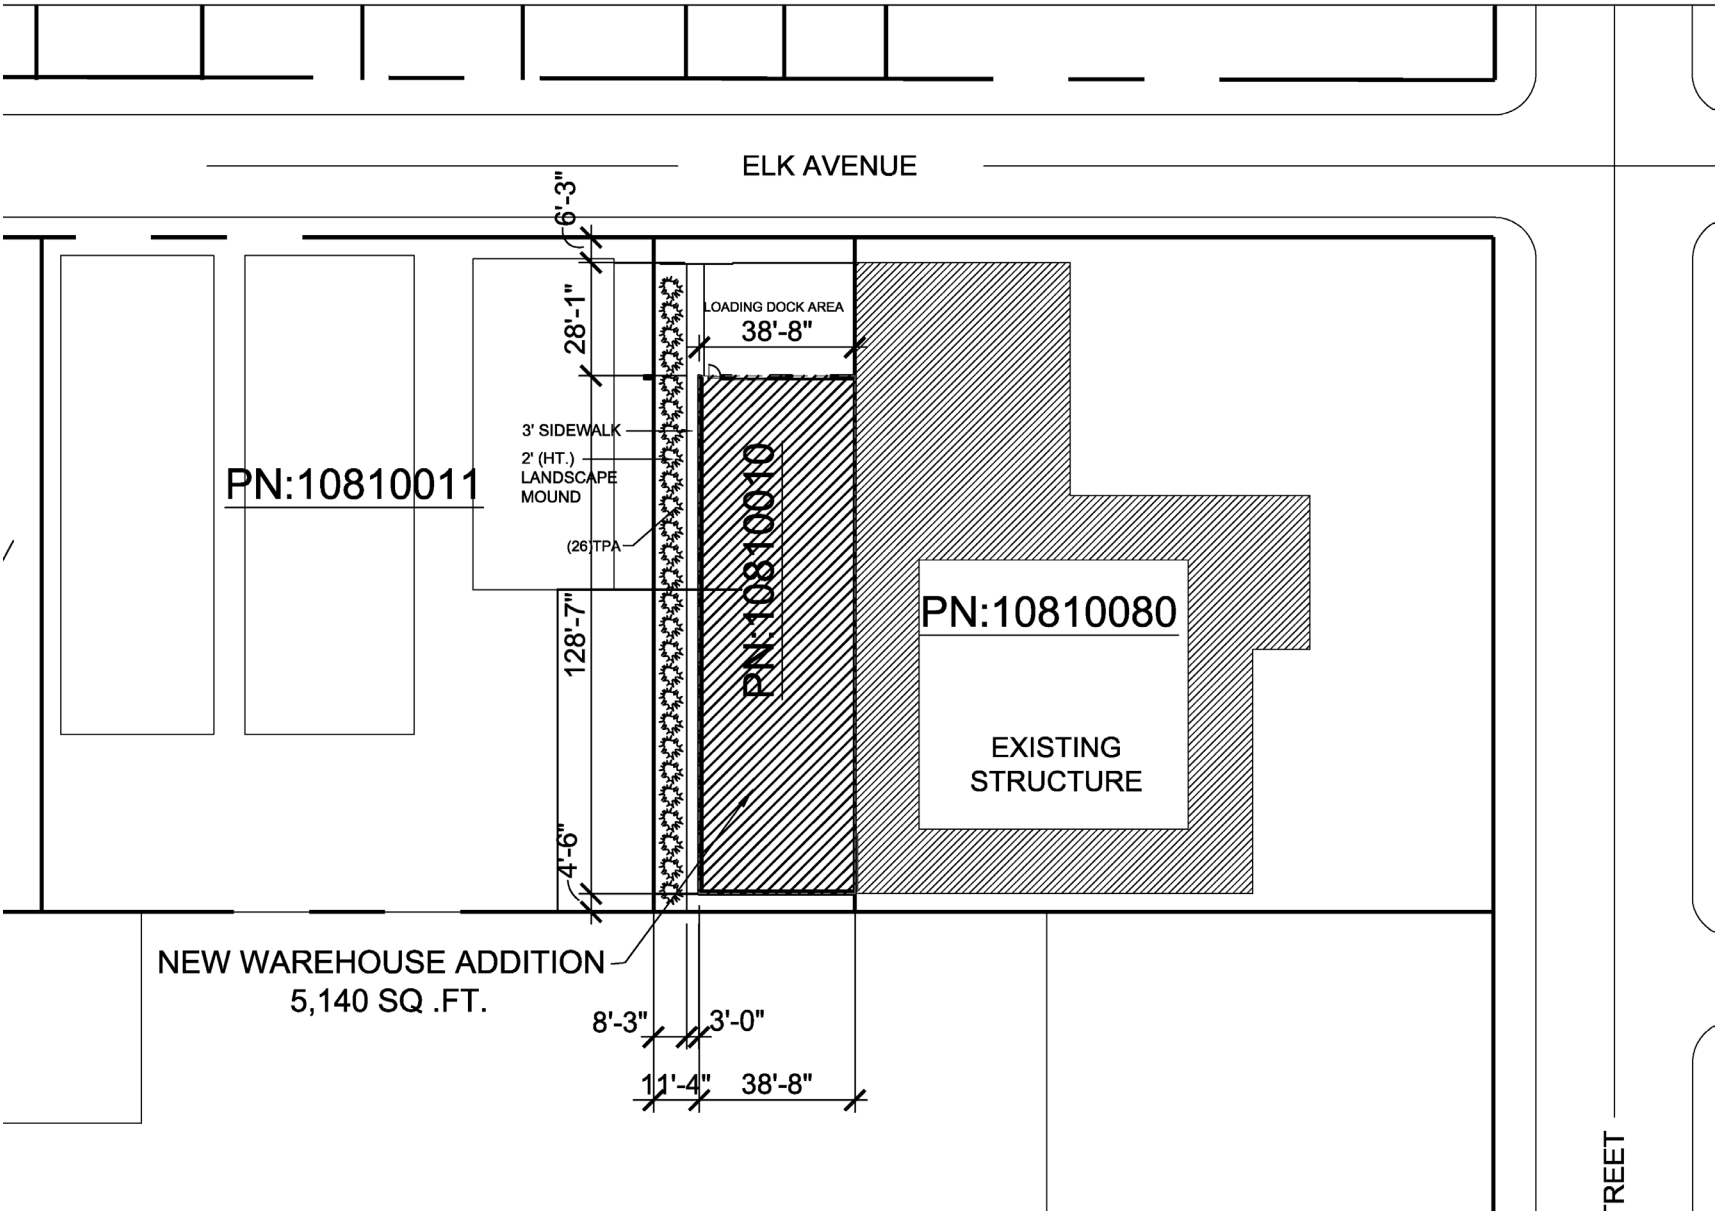 ELK AVENUE
6'-3"
28'-1"
LOADING DOCK AREA
38'-8"
3' SIDEWALK
2' (HT.)
LANDSCAPE
MOUND
PN:10810011
(26)TPA
PN:10810010
128'-7"
PN:10810080
EXISTING
STRUCTURE
4'-6"
NEW WAREHOUSE ADDITION
5,140 SQ .FT.
8'-3"
3'-0"
11'-4"
38'-8"
TREET